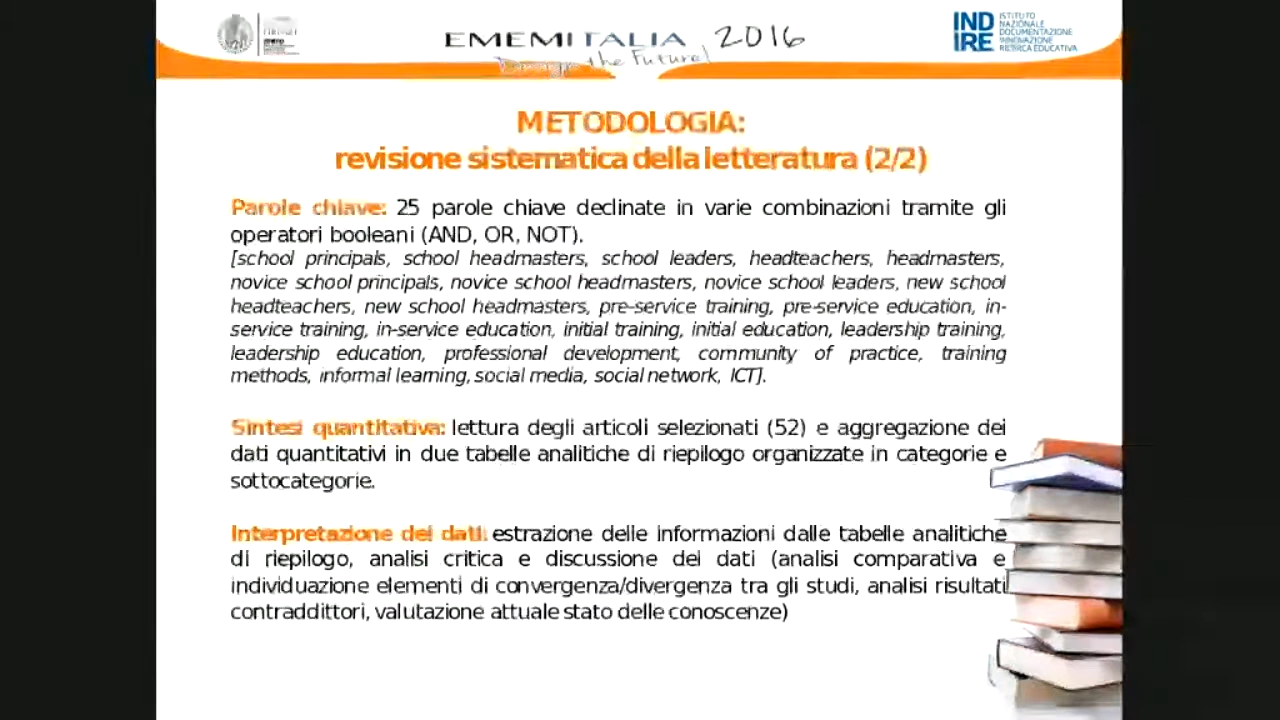 EMEMITALIA 2016
the Future!
IND
IRE
ISTITUTO
NAZIONALE
DOCUMENTAZIONE
INNOVAZIONE
RICERCA EDUCATIVA
METODOLOGIA:
revisione sistematica della letteratura (2/2)
Parole chiave: 25 parole chiave declinate in varie combinazioni tramite gli
operatori booleani (AND, OR, NOT).
[school principals, school headmasters, school leaders, headteachers, headmasters,
novice school principals, novice school headmasters, novice school leaders, new school
headteachers, new school headmasters, pre-service training, pre-service education, in-
service training, in-service education, initial training, initial education, leadership training,
leadership education, professional development, community of practice, training
methods, informal learning, social media, social network, ICT].
Sintesi quantitativa: lettura degli articoli selezionati (52) e aggregazione dei
dati quantitativi in due tabelle analitiche di riepilogo organizzate in categorie e
sottocategorie.
Interpretazione dei dati: estrazione delle informazioni dalle tabelle analitiche
di riepilogo, analisi critica e discussione dei dati (analisi comparativa e
individuazione elementi di convergenza/divergenza tra gli studi, analisi risultati
contraddittori, valutazione attuale stato delle conoscenze)